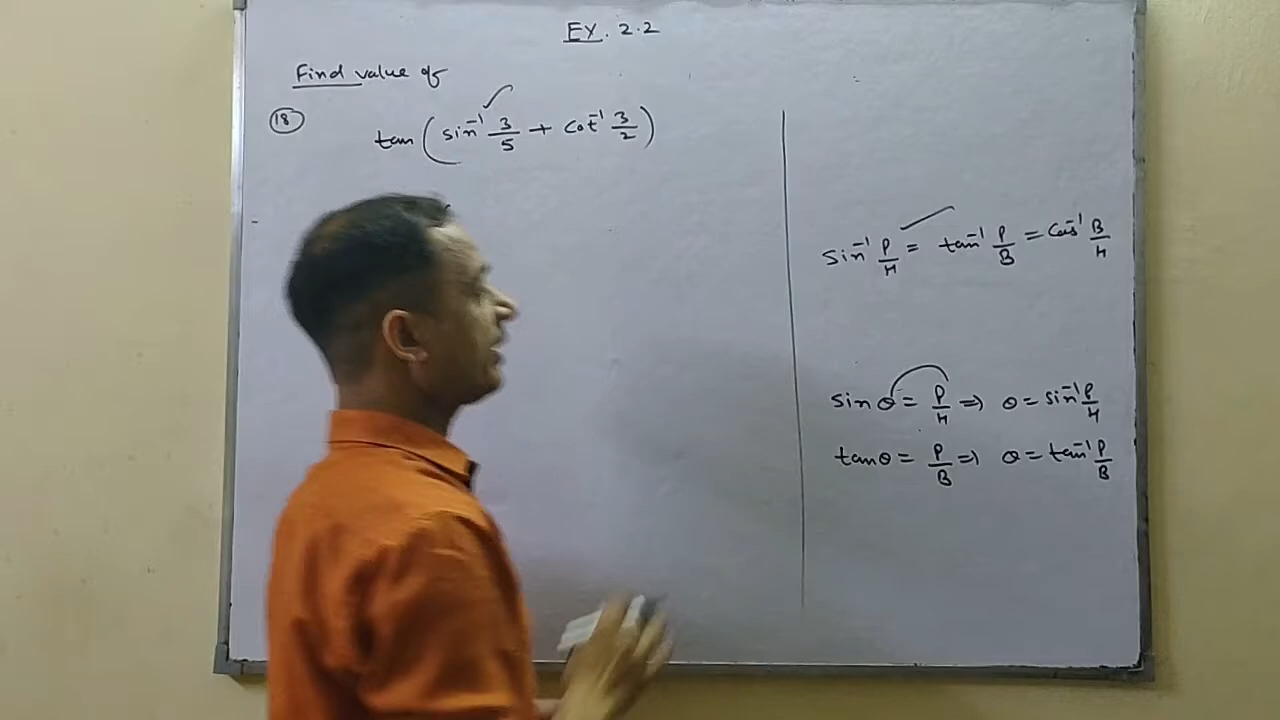 EX. 2.2
Find value of
18 tan(sin⁻¹ 3/5 + cot⁻¹ 3/2)
sin⁻¹ P/H = tan⁻¹ P/B = cos⁻¹ B/H
sin θ = P/H ⇒ θ = sin⁻¹ P/H
tan θ = P/B ⇒ θ = tan⁻¹ P/B